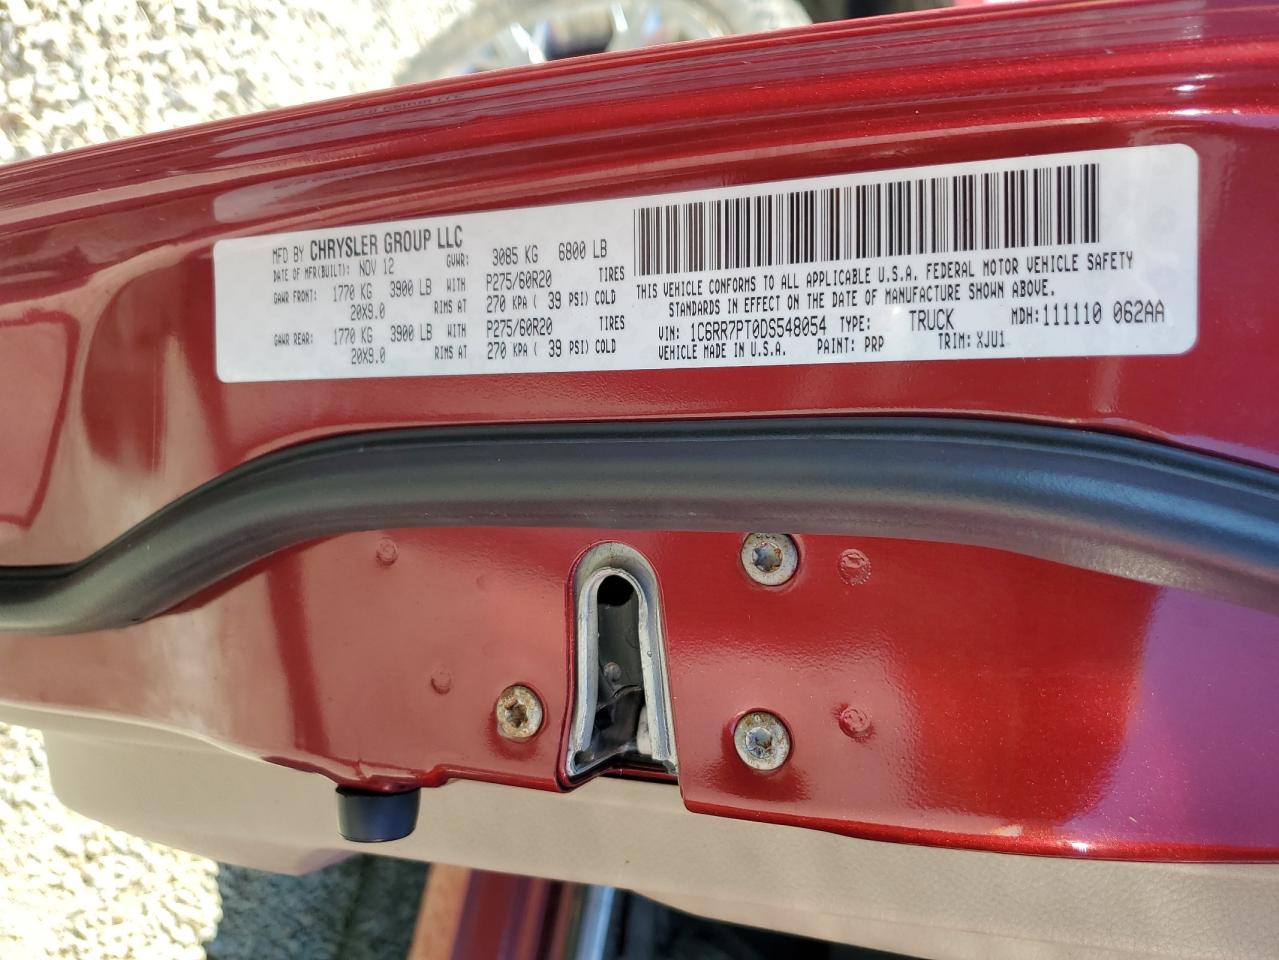 MFD BY CHRYSLER GROUP LLC
DATE OF MFR(BUILT): NOV 12 GVWR: 3085 KG 6800 LB
GAWR FRONT: 1770 KG 3900 LB WITH P275/60R20 TIRES
20X9.0 RIMS AT 270 KPA ( 39 PSI) COLD
GAWR REAR: 1770 KG 3900 LB WITH P275/60R20 TIRES
20X9.0 RIMS AT 270 KPA ( 39 PSI) COLD
THIS VEHICLE CONFORMS TO ALL APPLICABLE U.S.A. FEDERAL MOTOR VEHICLE SAFETY
STANDARDS IN EFFECT ON THE DATE OF MANUFACTURE SHOWN ABOVE.
VIN: 1C6RR7PT0DS548054 TYPE: TRUCK MDH: 111110 062AA
VEHICLE MADE IN U.S.A. PAINT: PRP TRIM: XJU1